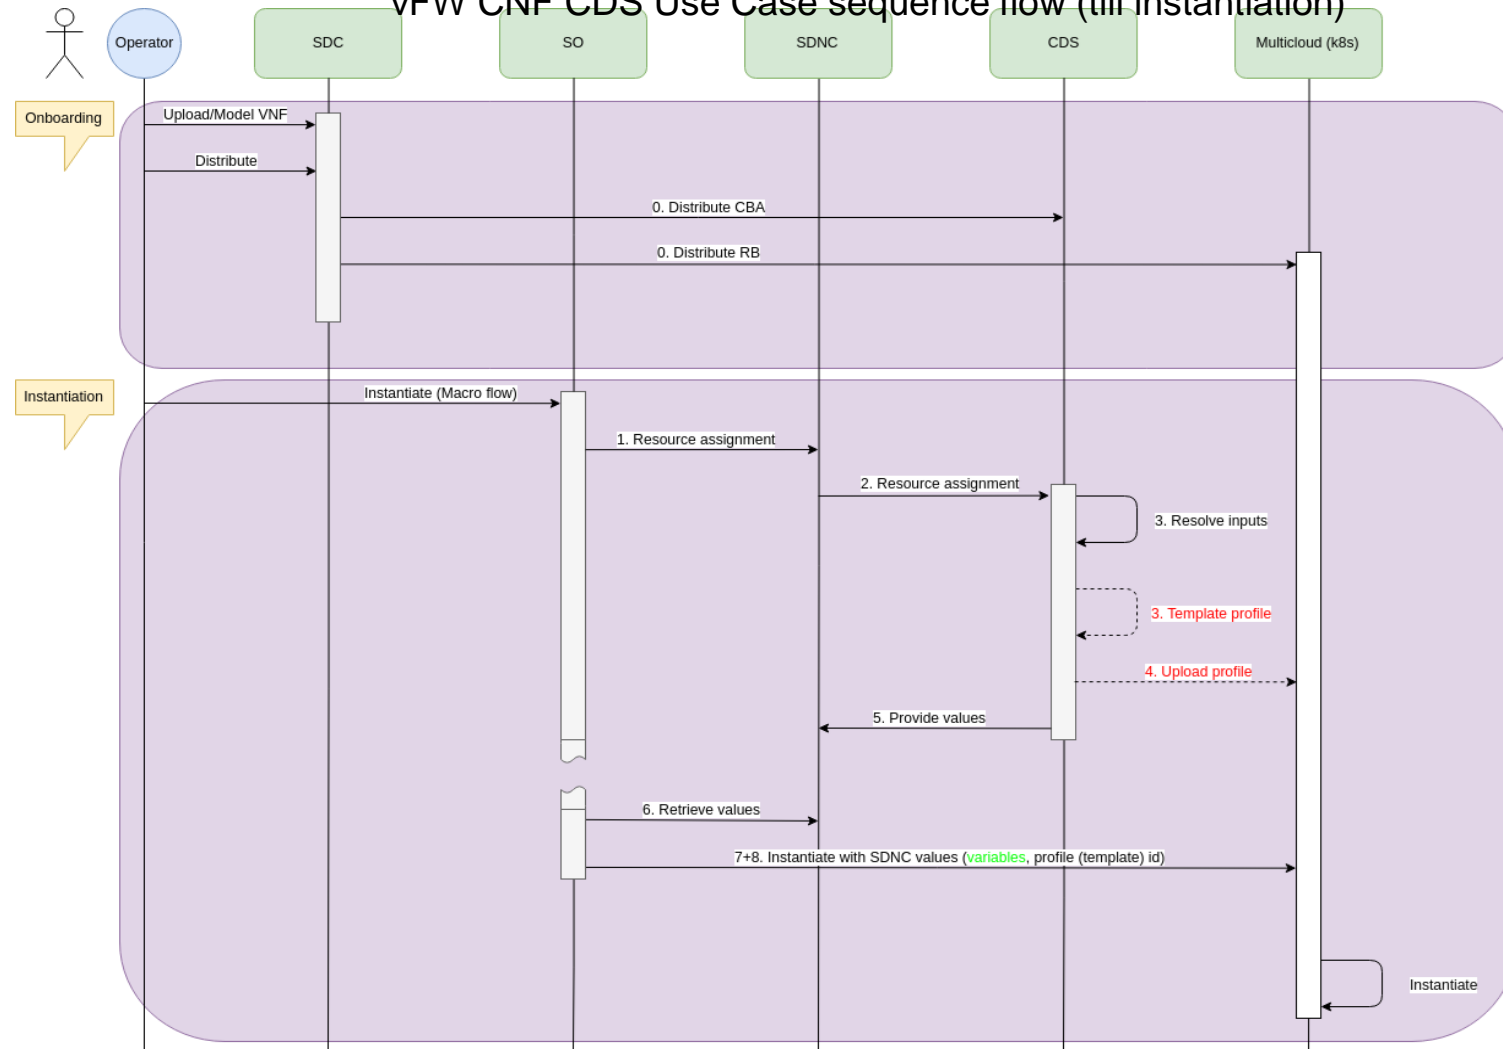 vFW CNF CDS Use Case sequence flow (till instantiation)
Operator
SDC
SO
SDNC
CDS
Multicloud (k8s)
Onboarding
Upload/Model VNF
Distribute
0. Distribute CBA
0. Distribute RB
Instantiation
Instantiate (Macro flow)
1. Resource assignment
2. Resource assignment
3. Resolve inputs
3. Template profile
4. Upload profile
5. Provide values
6. Retrieve values
7+8. Instantiate with SDNC values (variables, profile (template) id)
Instantiate